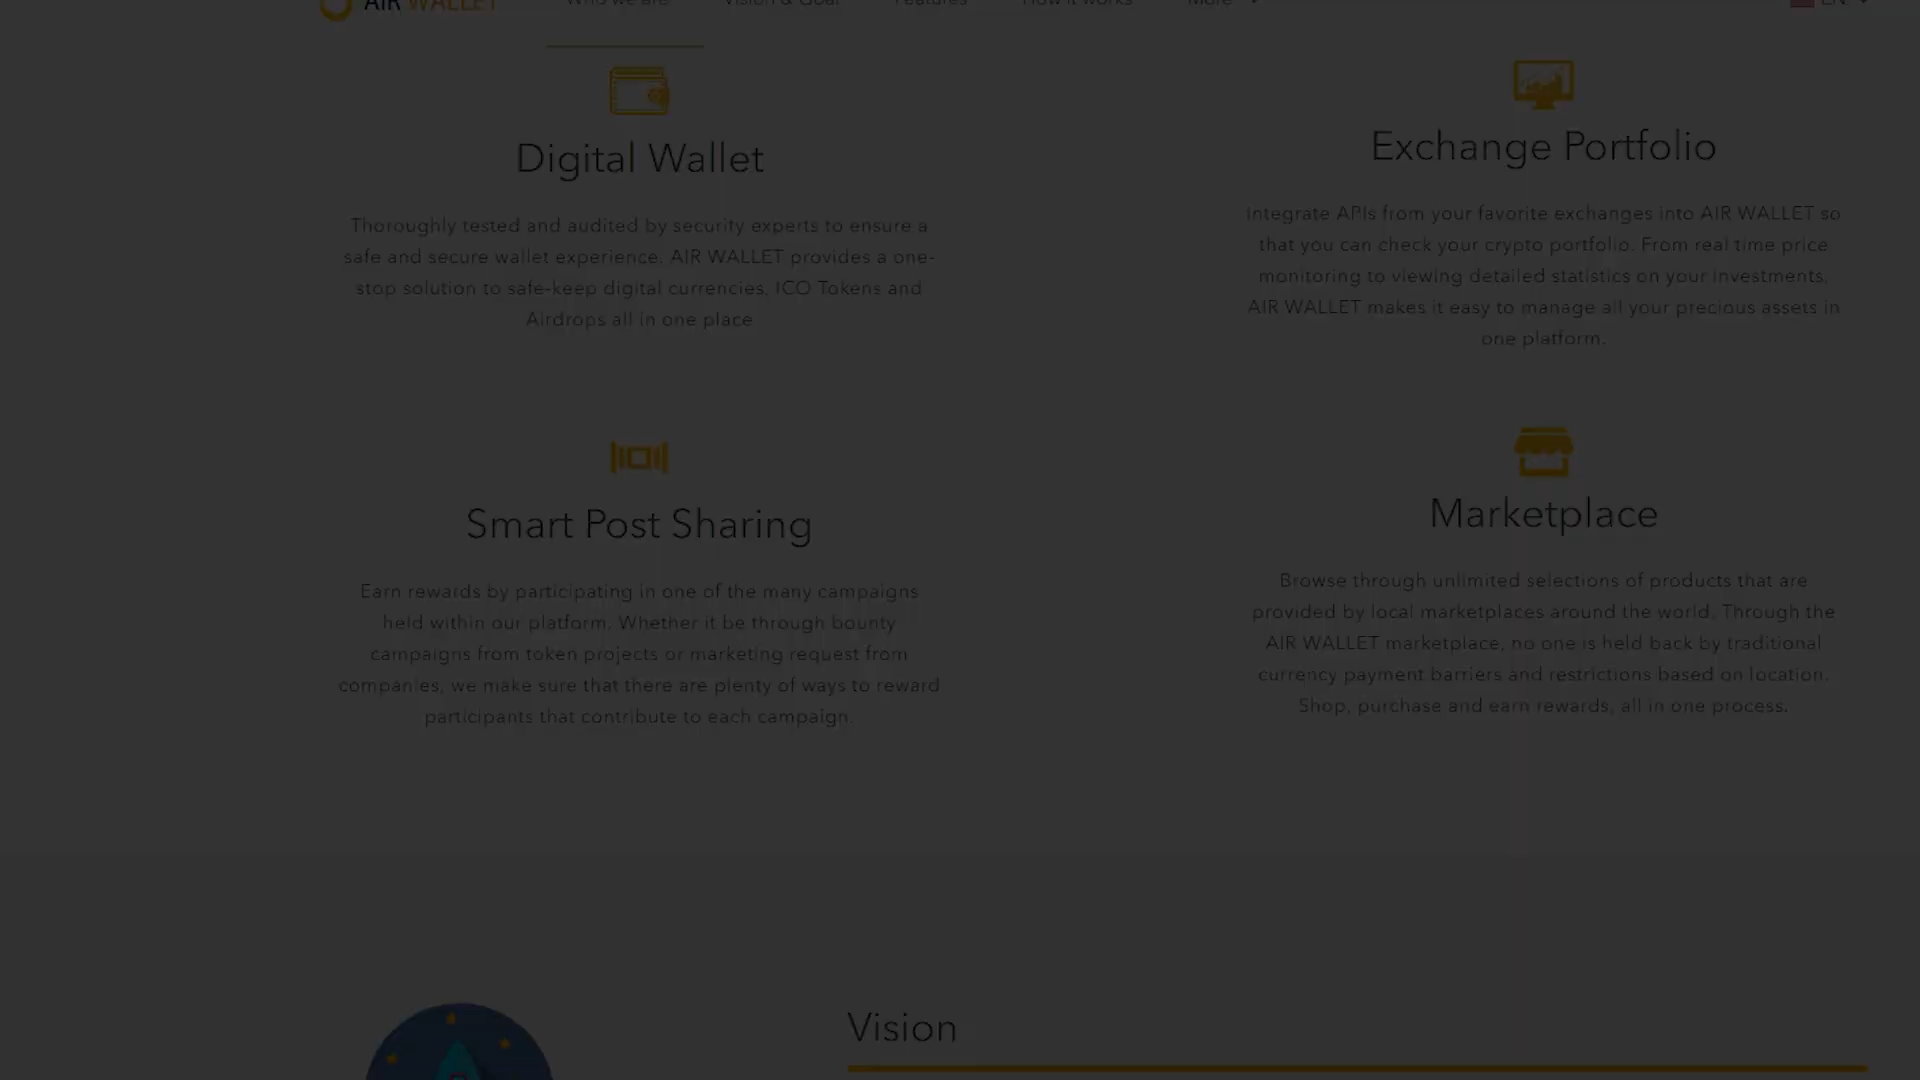 AIR WALLET
Who we are
Vision & Goal
Features
How it works
More
EN
Digital Wallet
Thoroughly tested and audited by security experts to ensure a
safe and secure wallet experience. AIR WALLET provides a one-
stop solution to safe-keep digital currencies, ICO Tokens and
Airdrops all in one place
Exchange Portfolio
Integrate APIs from your favorite exchanges into AIR WALLET so
that you can check your crypto portfolio. From real time price
monitoring to viewing detailed statistics on your investments,
AIR WALLET makes it easy to manage all your precious assets in
one platform.
Smart Post Sharing
Earn rewards by participating in one of the many campaigns
held within our platform. Whether it be through bounty
campaigns from token projects or marketing request from
companies, we make sure that there are plenty of ways to reward
participants that contribute to each campaign.
Marketplace
Browse through unlimited selections of products that are
provided by local marketplaces around the world. Through the
AIR WALLET marketplace, no one is held back by traditional
currency payment barriers and restrictions based on location.
Shop, purchase and earn rewards, all in one process.
Vision